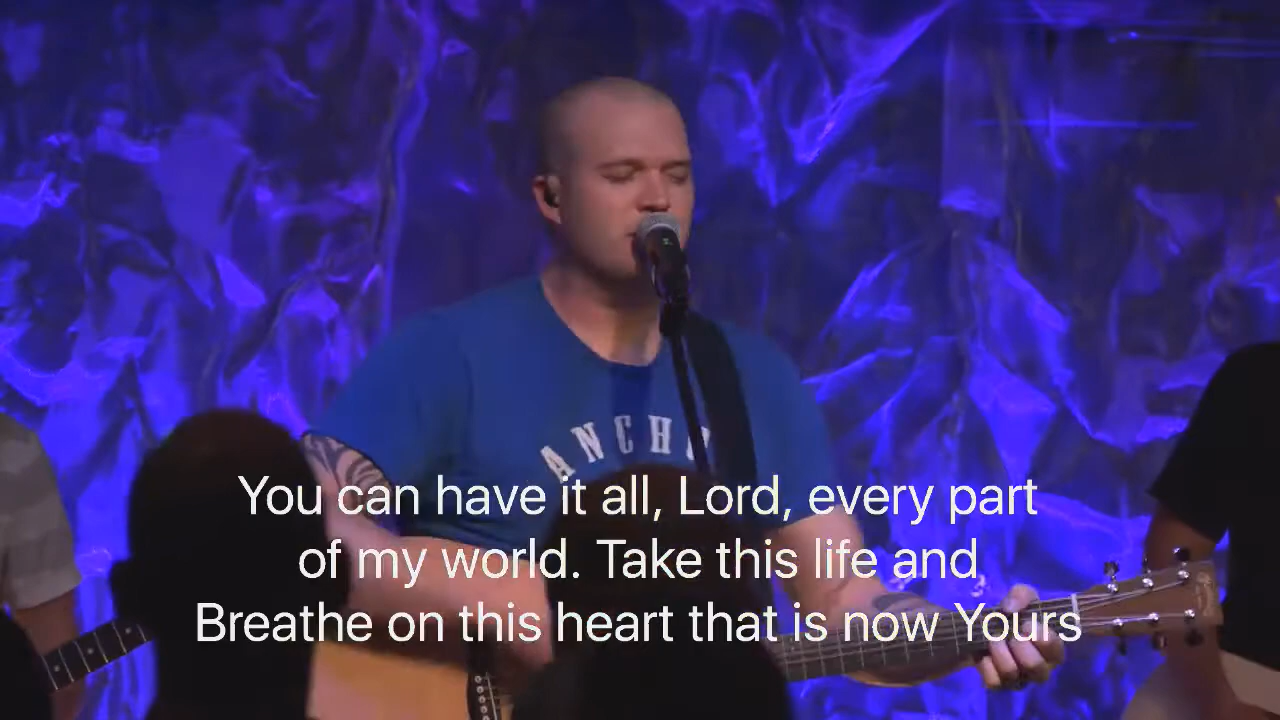 ANCHO
You can have it all, Lord, every part
of my world. Take this life and
Breathe on this heart that is now Yours